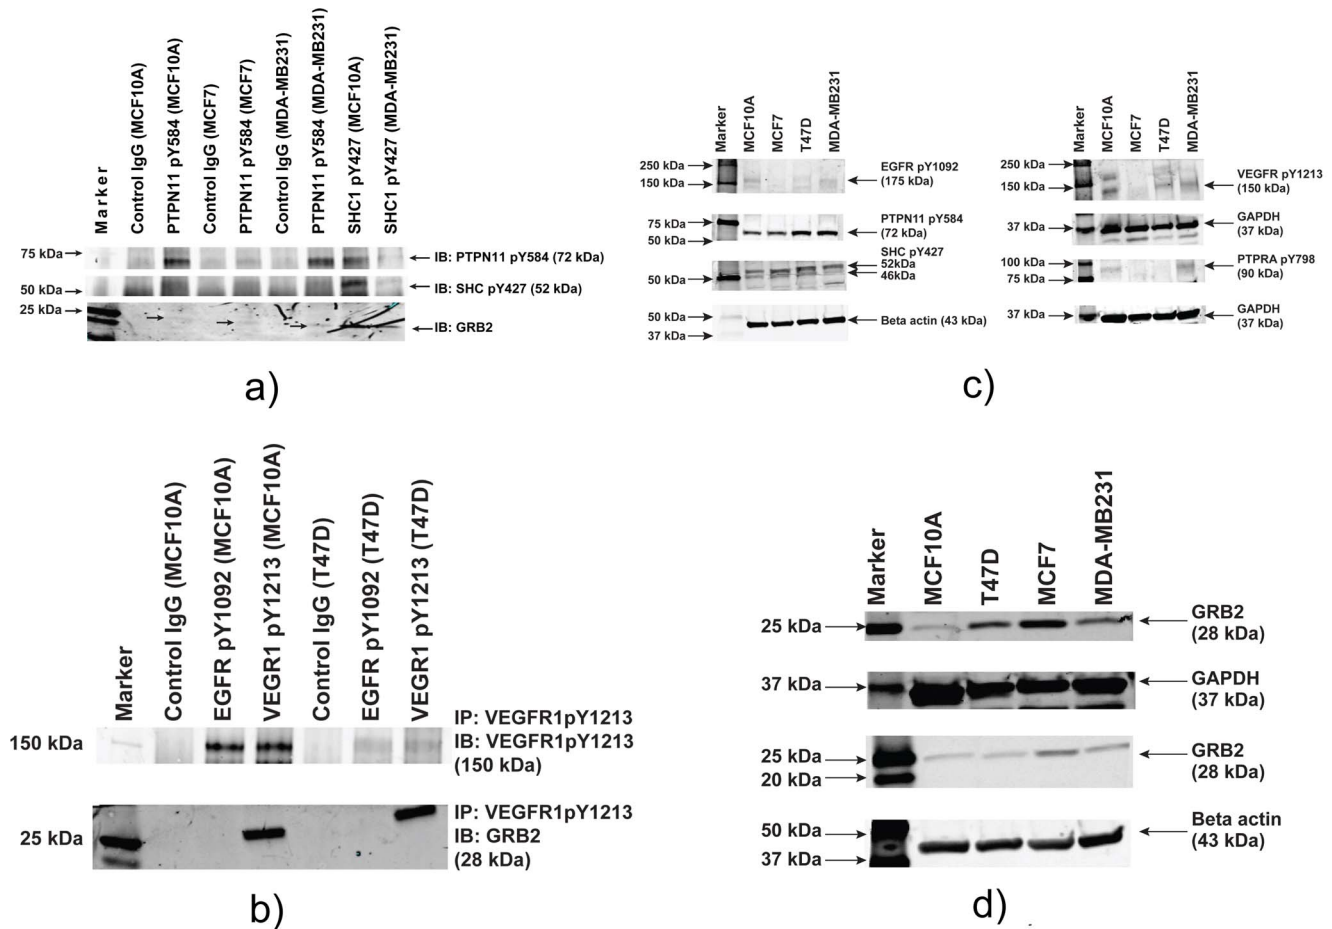 Marker
Control IgG (MCF10A)
PTPN11 pY584 (MCF10A)
Control IgG (MCF7)
PTPN11 pY584 (MCF7)
Control IgG (MDA-MB231)
PTPN11 pY584 (MDA-MB231)
SHC1 pY427 (MCF10A)
SHC1 pY427 (MDA-MB231)
75 kDa
IB: PTPN11 pY584 (72 kDa)
50 kDa
IB: SHC pY427 (52 kDa)
25 kDa
IB: GRB2
a)
Marker
MCF10A
MCF7
T47D
MDA-MB231
250 kDa
150 kDa
EGFR pY1092
(175 kDa)
75 kDa
50 kDa
PTPN11 pY584
(72 kDa)
SHC pY427
52kDa
46kDa
50 kDa
50 kDa
37 kDa
Beta actin (43 kDa)
Marker
MCF10A
MCF7
T47D
MDA-MB231
250 kDa
150 kDa
VEGFR pY1213
(150 kDa)
37 kDa
GAPDH
(37 kDa)
100 kDa
75 kDa
PTPRA pY798
(90 kDa)
37 kDa
GAPDH
(37 kDa)
c)
Marker
Control IgG (MCF10A)
EGFR pY1092 (MCF10A)
VEGR1 pY1213 (MCF10A)
Control IgG (T47D)
EGFR pY1092 (T47D)
VEGR1 pY1213 (T47D)
150 kDa
IP: VEGFR1pY1213
IB: VEGFR1pY1213
(150 kDa)
25 kDa
IP: VEGFR1pY1213
IB: GRB2
(28 kDa)
b)
Marker
MCF10A
T47D
MCF7
MDA-MB231
25 kDa
GRB2
(28 kDa)
37 kDa
GAPDH
(37 kDa)
25 kDa
20 kDa
GRB2
(28 kDa)
50 kDa
37 kDa
Beta actin
(43 kDa)
d)